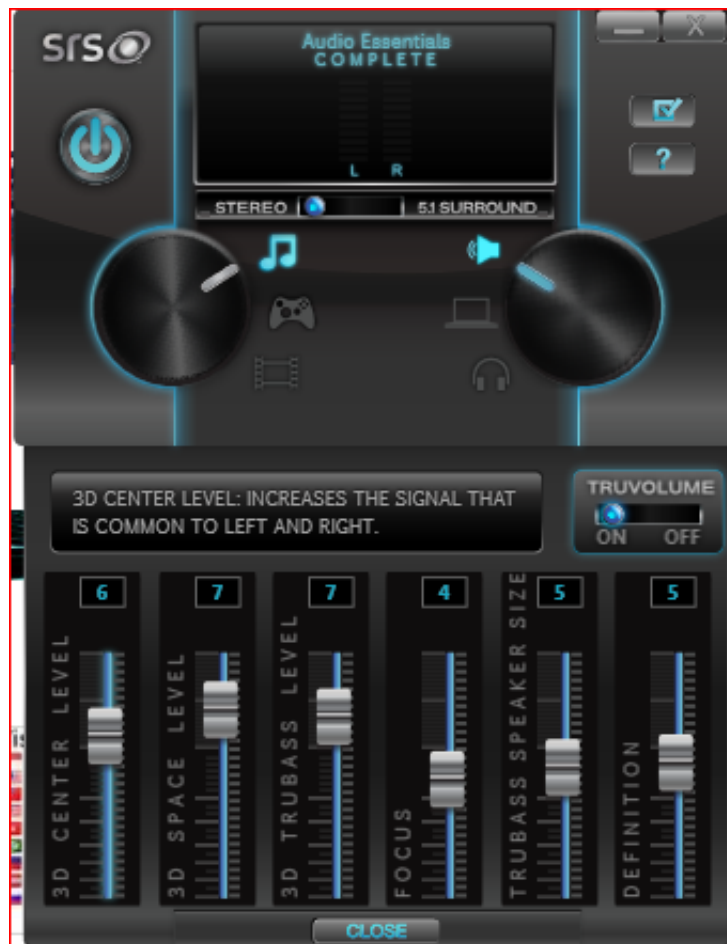 SRS
X
Audio Essentials
COMPLETE
?
L R
STEREO 5.1 SURROUND
3D CENTER LEVEL: INCREASES THE SIGNAL THAT
IS COMMON TO LEFT AND RIGHT.
TRUVOLUME
ON OFF
6 7 7 4 5 5
3D CENTER LEVEL
3D SPACE LEVEL
3D TRUBASS LEVEL
FOCUS
TRUBASS SPEAKER SIZE
DEFINITION
CLOSE